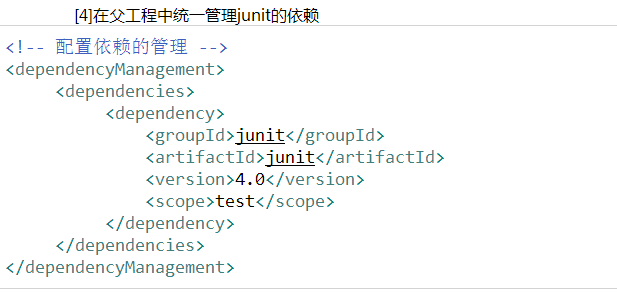 [4]在父工程中统一管理junit的依赖
<!-- 配置依赖的管理 -->
<dependencyManagement>
<dependencies>
<dependency>
<groupId>junit</groupId>
<artifactId>junit</artifactId>
<version>4.0</version>
<scope>test</scope>
</dependency>
</dependencies>
</dependencyManagement>